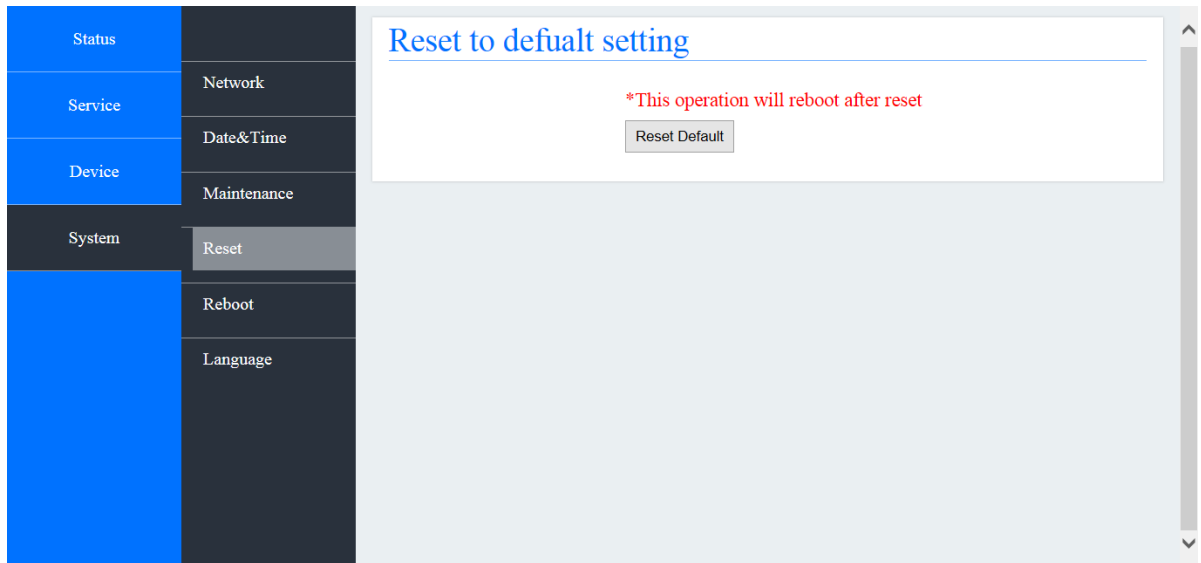 Status
Service
Device
System
Network
Date&Time
Maintenance
Reset
Reboot
Language
Reset to defualt setting
*This operation will reboot after reset
Reset Default